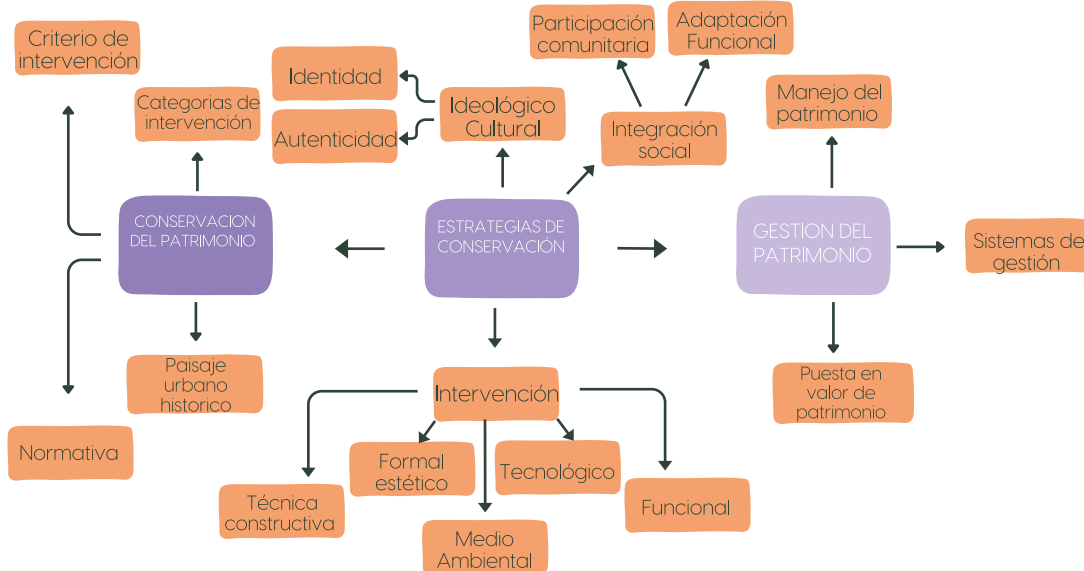 Criterio de
intervención
Categorias de
intervención
Identidad
Autenticidad
Ideológico
Cultural
Participación
comunitaria
Adaptación
Funcional
Integración
social
Manejo del
patrimonio
CONSERVACION
DEL PATRIMONIO
ESTRATEGIAS DE
CONSERVACIÓN
GESTION DEL
PATRIMONIO
Sistemas de
gestión
Paisaje
urbano
historico
Normativa
Intervención
Puesta en
valor de
patrimonio
Formal
estético
Tecnológico
Técnica
constructiva
Funcional
Medio
Ambiental